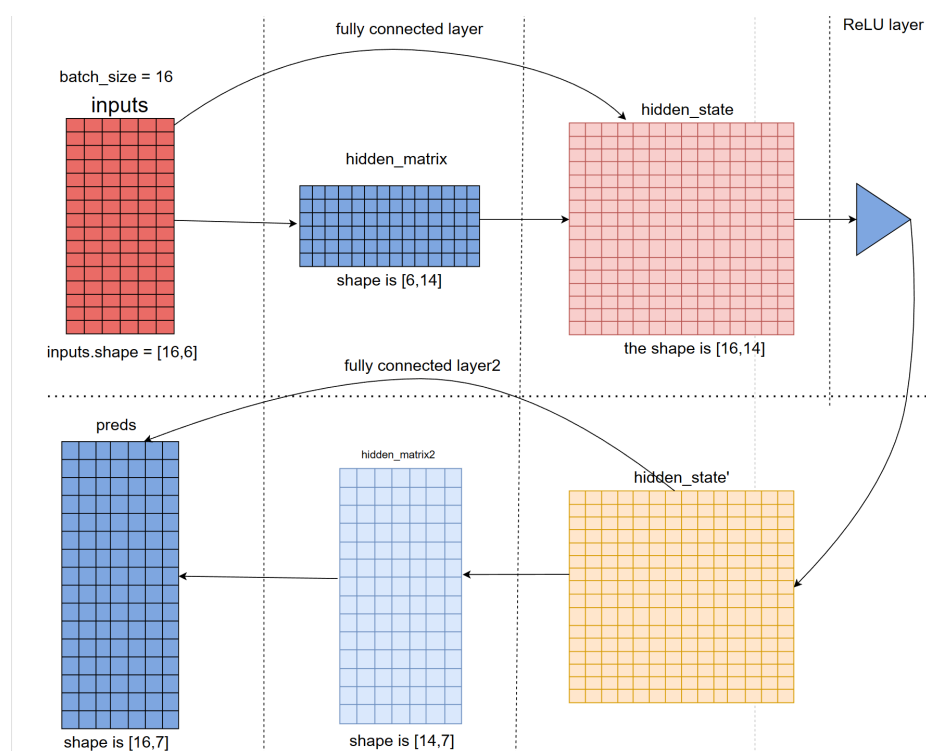 fully connected layer
ReLU layer
batch_size = 16
inputs
hidden_state
hidden_matrix
shape is [6,14]
inputs.shape = [16,6]
the shape is [16,14]
fully connected layer2
preds
hidden_matrix2
hidden_state'
shape is [16,7]
shape is [14,7]